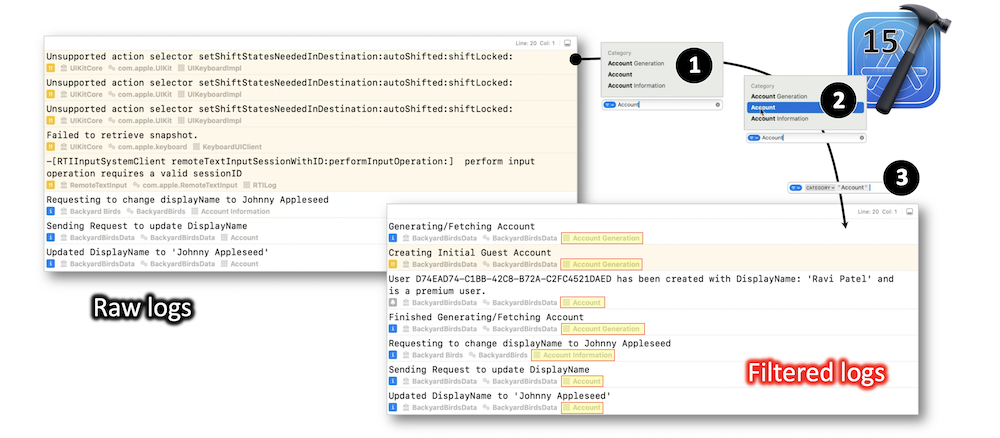 Line: 20 Col: 1
Unsupported action selector setShiftStatesNeededInDestination:autoShifted:shiftLocked:
UIKitCore com.apple.UIKit UIKeyboardImpl
Unsupported action selector setShiftStatesNeededInDestination:autoShifted:shiftLocked:
UIKitCore com.apple.UIKit UIKeyboardImpl
Unsupported action selector setShiftStatesNeededInDestination:autoShifted:shiftLocked:
UIKitCore com.apple.UIKit UIKeyboardImpl
Failed to retrieve snapshot.
UIKitCore com.apple.keyboard KeyboardUIClient
-[RTIInputSystemClient remoteTextInputSessionWithID:performInputOperation:] perform input
operation requires a valid sessionID
RemoteTextInput com.apple.RemoteTextInput RTILog
Requesting to change displayName to Johnny Appleseed
Backyard Birds BackyardBirds Account Information
Sending Request to update DisplayName
BackyardBirdsData BackyardBirdsData Account
Updated DisplayName to 'Johnny Appleseed'
BackyardBirdsData BackyardBirdsData Account
Raw logs
Category
Account Generation
Account
Account Information
Account
1
Category
Account Generation
Account
Account Information
Account
2
15
CATEGORY "Account"
3
Line: 20 Col: 1
Generating/Fetching Account
BackyardBirdsData BackyardBirdsData Account Generation
Creating Initial Guest Account
BackyardBirdsData BackyardBirdsData Account Generation
User D74EAD74-C1BB-42C8-B72A-C2FC4521DAED has been created with DisplayName: 'Ravi Patel' and
is a premium user.
BackyardBirdsData BackyardBirdsData Account
Finished Generating/Fetching Account
BackyardBirdsData BackyardBirdsData Account Generation
Requesting to change displayName to Johnny Appleseed
Backyard Birds BackyardBirds Account Information
Sending Request to update DisplayName
BackyardBirdsData BackyardBirdsData Account
Updated DisplayName to 'Johnny Appleseed'
BackyardBirdsData BackyardBirdsData Account
Filtered logs